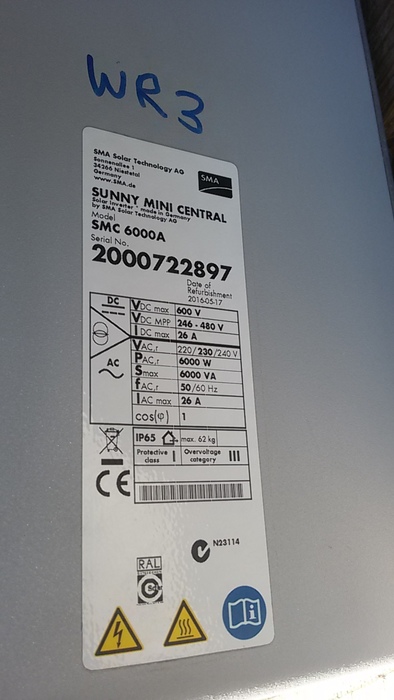 WR3
SMA Solar Technology AG
Sonnenallee 1
34266 Niestetal
Germany
www.SMA.de
SMA
SUNNY MINI CENTRAL
Solar Inverter * made in Germany
by SMA Solar Technology AG
Model
SMC 6000A
Serial No.
2000722897
Date of
Refurbishment
2016-05-17
DC
VDC max 600 V
VDC MPP 246 - 480 V
IDC max 26 A
VAC,r 220/230/240 V
AC
PAC,r 6000 W
Smax 6000 VA
fAC,r 50/60 Hz
IAC max 26 A
cos(φ) 1
IP65 max. 62 kg
Protective class I Overvoltage category III
CE
N23114
RAL